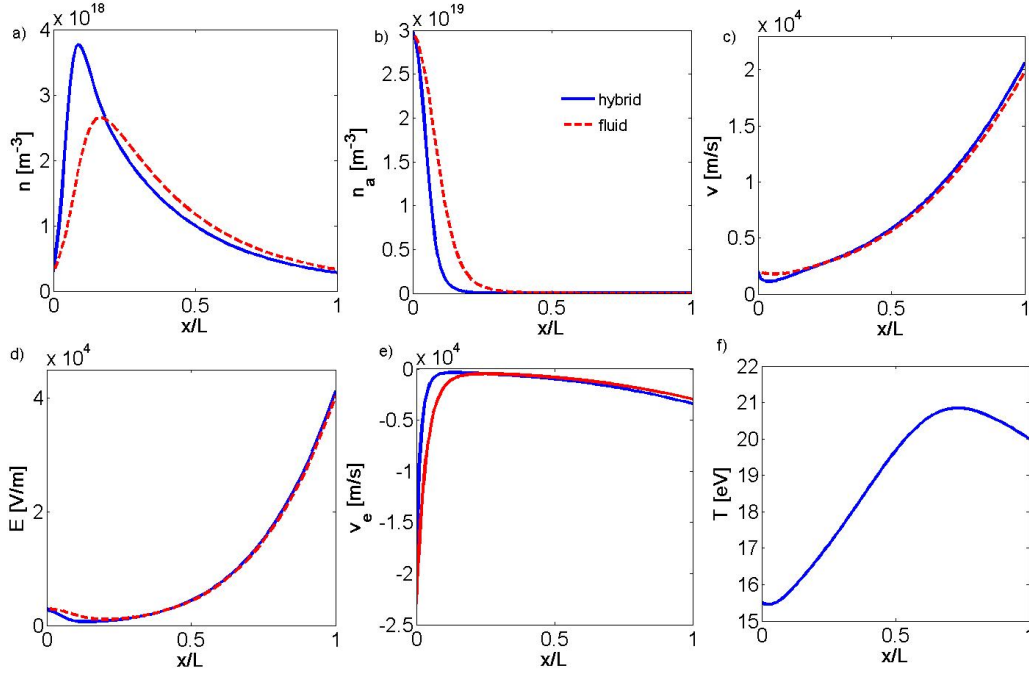 a)
x 10^18
4
3
2
1
0
n [m^-3]
0
0.5
1
x/L
b)
x 10^19
3
2.5
2
1.5
1
0.5
0
n_a [m^-3]
hybrid
fluid
0
0.5
1
x/L
c)
x 10^4
2
1.5
1
0.5
0
v [m/s]
0
0.5
1
x/L
d)
x 10^4
4
2
0
E [V/m]
0
0.5
1
x/L
e)
x 10^4
0
-0.5
-1
-1.5
-2
-2.5
v_e [m/s]
0
0.5
1
x/L
f)
22
21
20
19
18
17
16
15
T [eV]
0
0.5
1
x/L